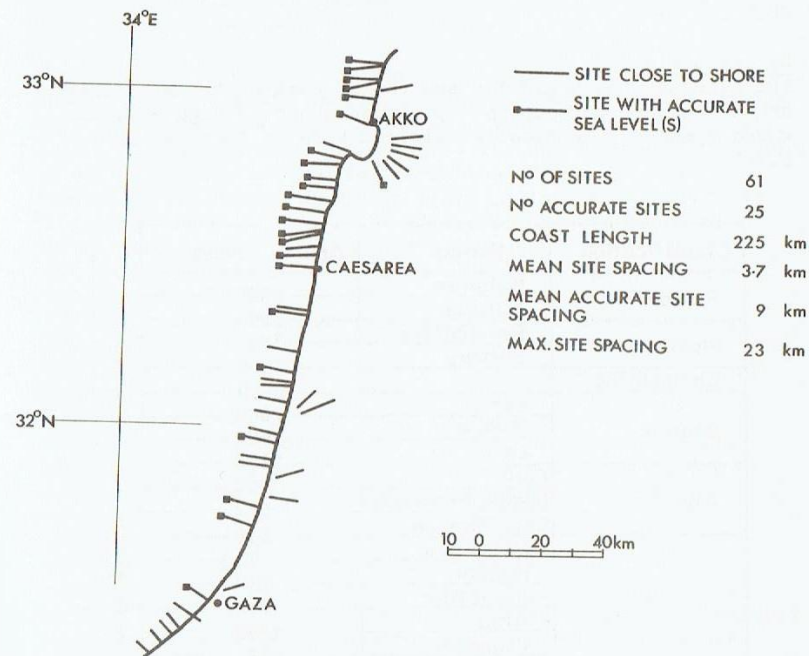 34°E
33°N
SITE CLOSE TO SHORE
SITE WITH ACCURATE
SEA LEVEL(S)
AKKO
Nº OF SITES 61
Nº ACCURATE SITES 25
COAST LENGTH 225 km
MEAN SITE SPACING 3·7 km
MEAN ACCURATE SITE
SPACING 9 km
MAX. SITE SPACING 23 km
CAESAREA
32°N
10 0 20 40km
GAZA